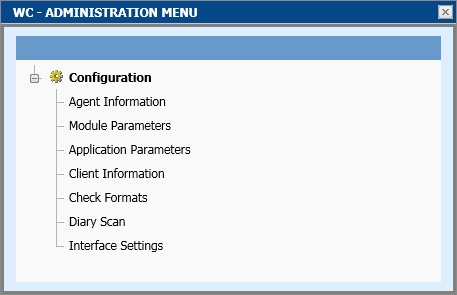 WC - ADMINISTRATION MENU
Configuration
Agent Information
Module Parameters
Application Parameters
Client Information
Check Formats
Diary Scan
Interface Settings